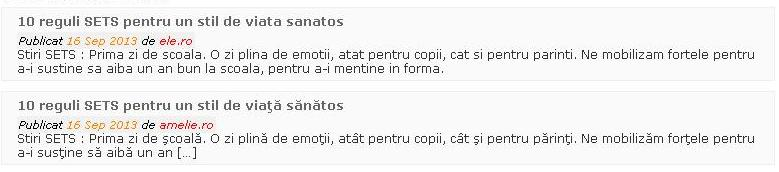 10 reguli SETS pentru un stil de viata sanatos
Publicat 16 Sep 2013 de ele.ro
Stiri SETS : Prima zi de scoala. O zi plina de emotii, atat pentru copii, cat si pentru parinti. Ne mobilizam fortele pentru
a-i sustine sa aiba un an bun la scoala, pentru a-i mentine in forma.
10 reguli SETS pentru un stil de viaţă sănătos
Publicat 16 Sep 2013 de amelie.ro
Stiri SETS : Prima zi de şcoală. O zi plină de emoţii, atât pentru copii, cât şi pentru părinţi. Ne mobilizăm forţele pentru
a-i susţine să aibă un an [...]